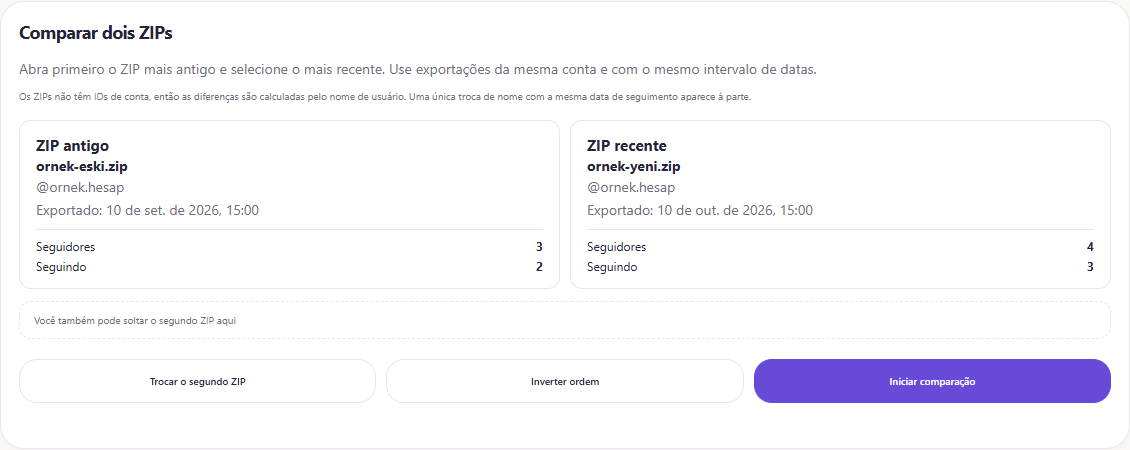 Comparar dois ZIPs
Abra primeiro o ZIP mais antigo e selecione o mais recente. Use exportações da mesma conta e com o mesmo intervalo de datas.
Os ZIPs não têm IDs de conta, então as diferenças são calculadas pelo nome de usuário. Uma única troca de nome com a mesma data de seguimento aparece à parte.
ZIP antigo
ornek-eski.zip
@ornek.hesap
Exportado: 10 de set. de 2026, 15:00
Seguidores 3
Seguindo 2
ZIP recente
ornek-yeni.zip
@ornek.hesap
Exportado: 10 de out. de 2026, 15:00
Seguidores 4
Seguindo 3
Você também pode soltar o segundo ZIP aqui
Trocar o segundo ZIP
Inverter ordem
Iniciar comparação